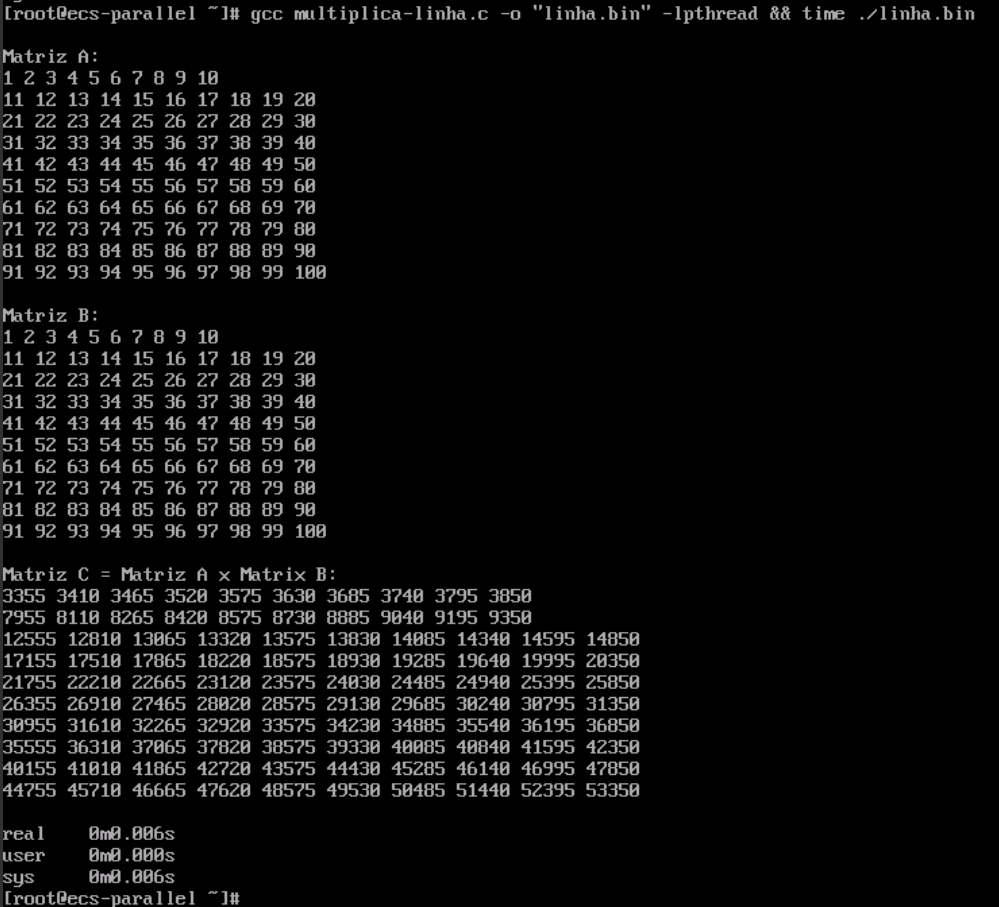 [root@ecs-parallel ~]# gcc multiplica-linha.c -o "linha.bin" -lpthread && time ./linha.bin
Matriz A:
1 2 3 4 5 6 7 8 9 10
11 12 13 14 15 16 17 18 19 20
21 22 23 24 25 26 27 28 29 30
31 32 33 34 35 36 37 38 39 40
41 42 43 44 45 46 47 48 49 50
51 52 53 54 55 56 57 58 59 60
61 62 63 64 65 66 67 68 69 70
71 72 73 74 75 76 77 78 79 80
81 82 83 84 85 86 87 88 89 90
91 92 93 94 95 96 97 98 99 100
Matriz B:
1 2 3 4 5 6 7 8 9 10
11 12 13 14 15 16 17 18 19 20
21 22 23 24 25 26 27 28 29 30
31 32 33 34 35 36 37 38 39 40
41 42 43 44 45 46 47 48 49 50
51 52 53 54 55 56 57 58 59 60
61 62 63 64 65 66 67 68 69 70
71 72 73 74 75 76 77 78 79 80
81 82 83 84 85 86 87 88 89 90
91 92 93 94 95 96 97 98 99 100
Matriz C = Matriz A x Matrix B:
3355 3410 3465 3520 3575 3630 3685 3740 3795 3850
7955 8110 8265 8420 8575 8730 8885 9040 9195 9350
12555 12810 13065 13320 13575 13830 14085 14340 14595 14850
17155 17510 17865 18220 18575 18930 19285 19640 19995 20350
21755 22210 22665 23120 23575 24030 24485 24940 25395 25850
26355 26910 27465 28020 28575 29130 29685 30240 30795 31350
30955 31610 32265 32920 33575 34230 34885 35540 36195 36850
35555 36310 37065 37820 38575 39330 40085 40840 41595 42350
40155 41010 41865 42720 43575 44430 45285 46140 46995 47850
44755 45710 46665 47620 48575 49530 50485 51440 52395 53350
real 0m0.006s
user 0m0.000s
sys 0m0.006s
[root@ecs-parallel ~]#